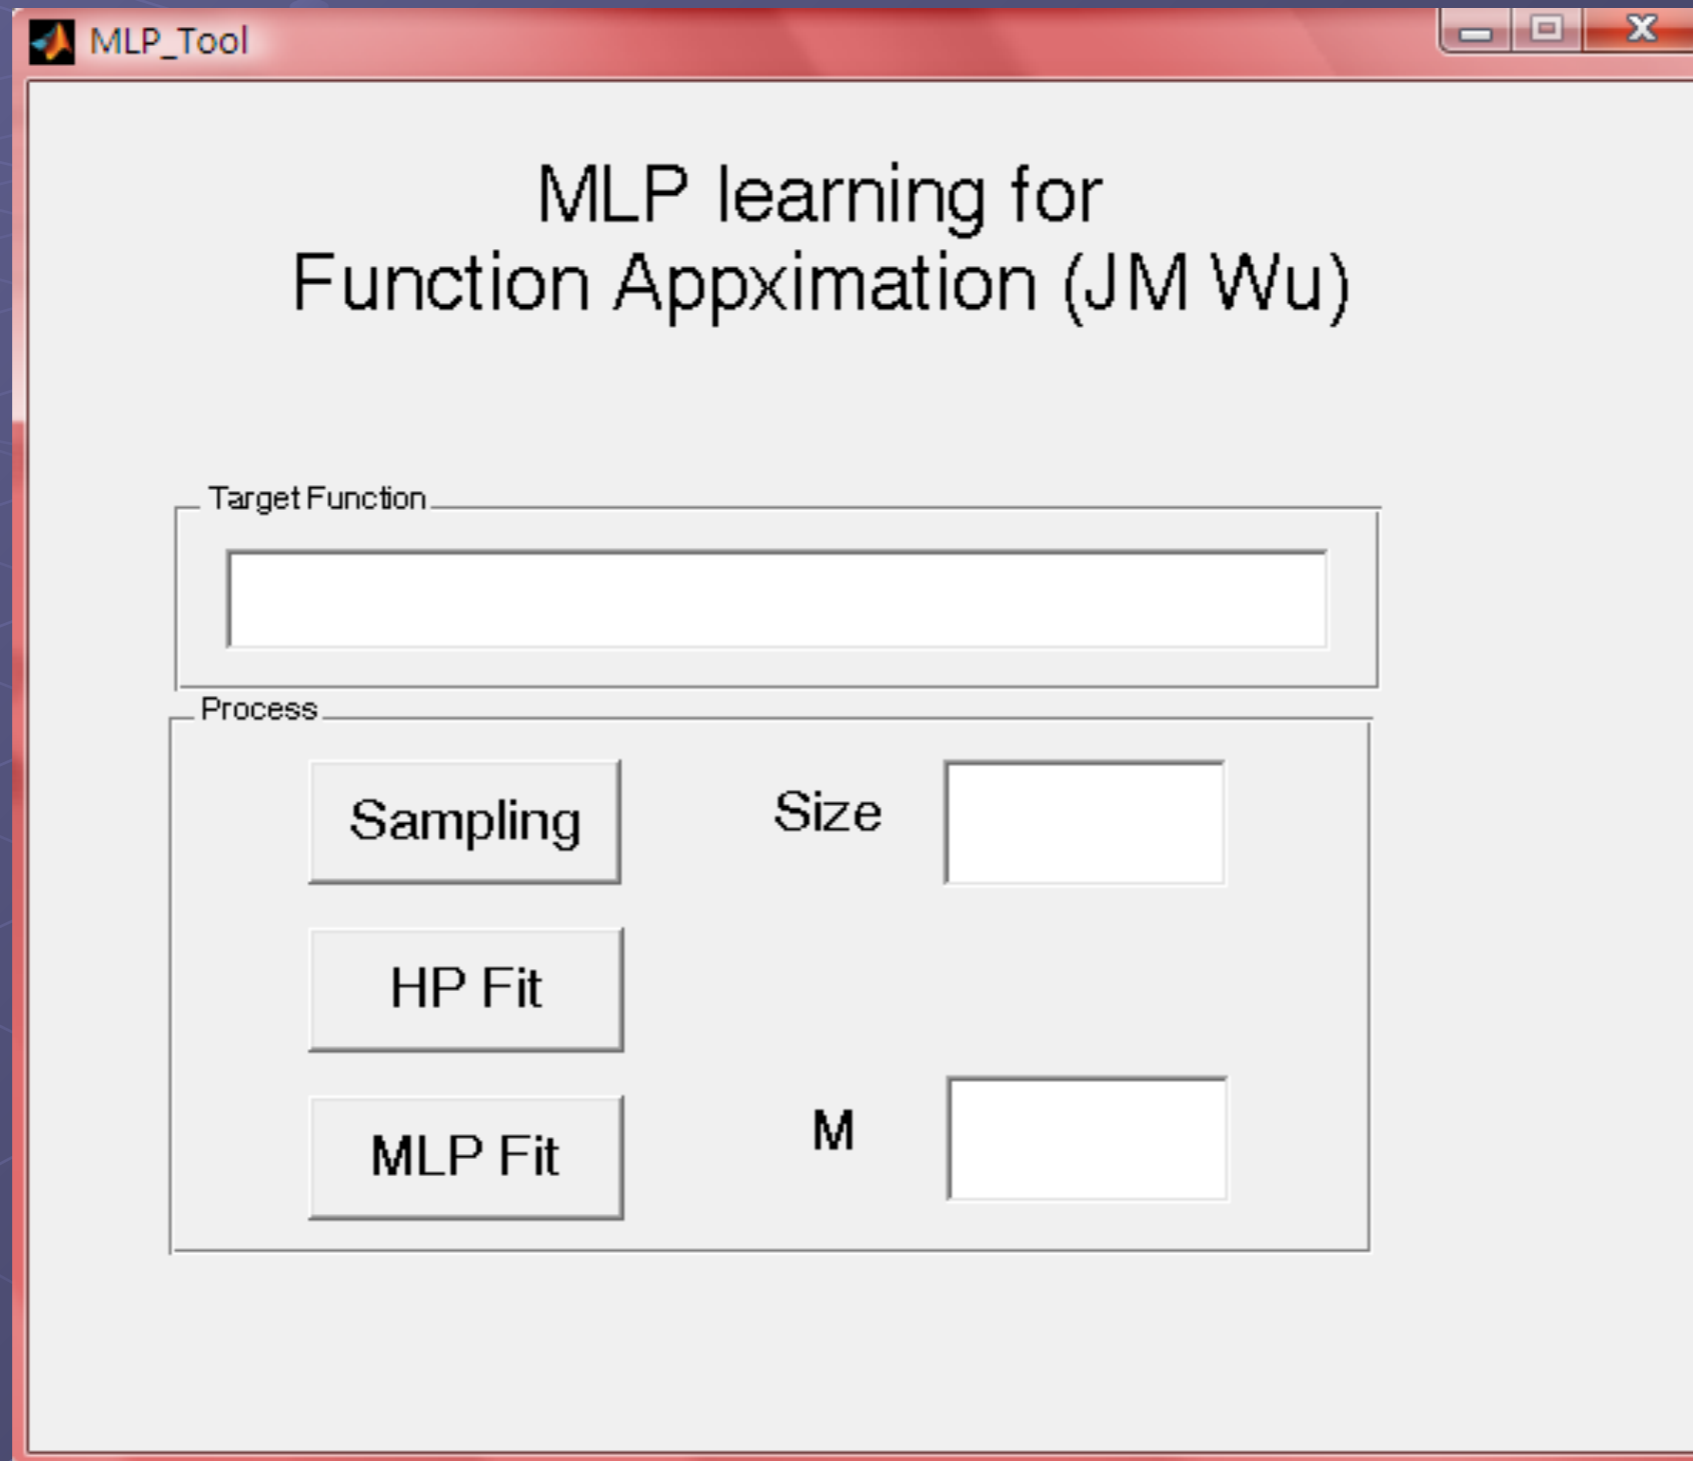 MLP_Tool
MLP learning for
Function Appximation (JM Wu)
Target Function
Process
Sampling
Size
HP Fit
MLP Fit
M